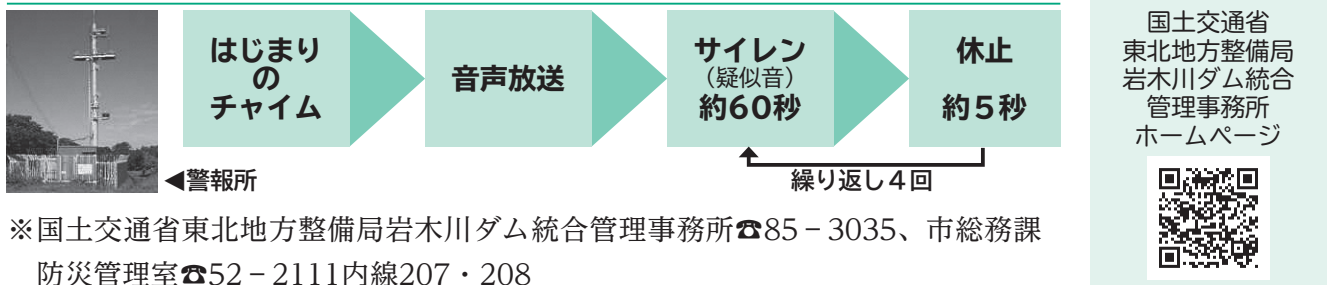 はじまり
の
チャイム
音声放送
サイレン
（疑似音）
約60秒
休止
約５秒
繰り返し４回
◀警報所
※国土交通省東北地方整備局岩木川ダム統合管理事務所☎85－3035、市総務課
防災管理室☎52－2111内線207・208
国土交通省
東北地方整備局
岩木川ダム統合
管理事務所
ホームページ